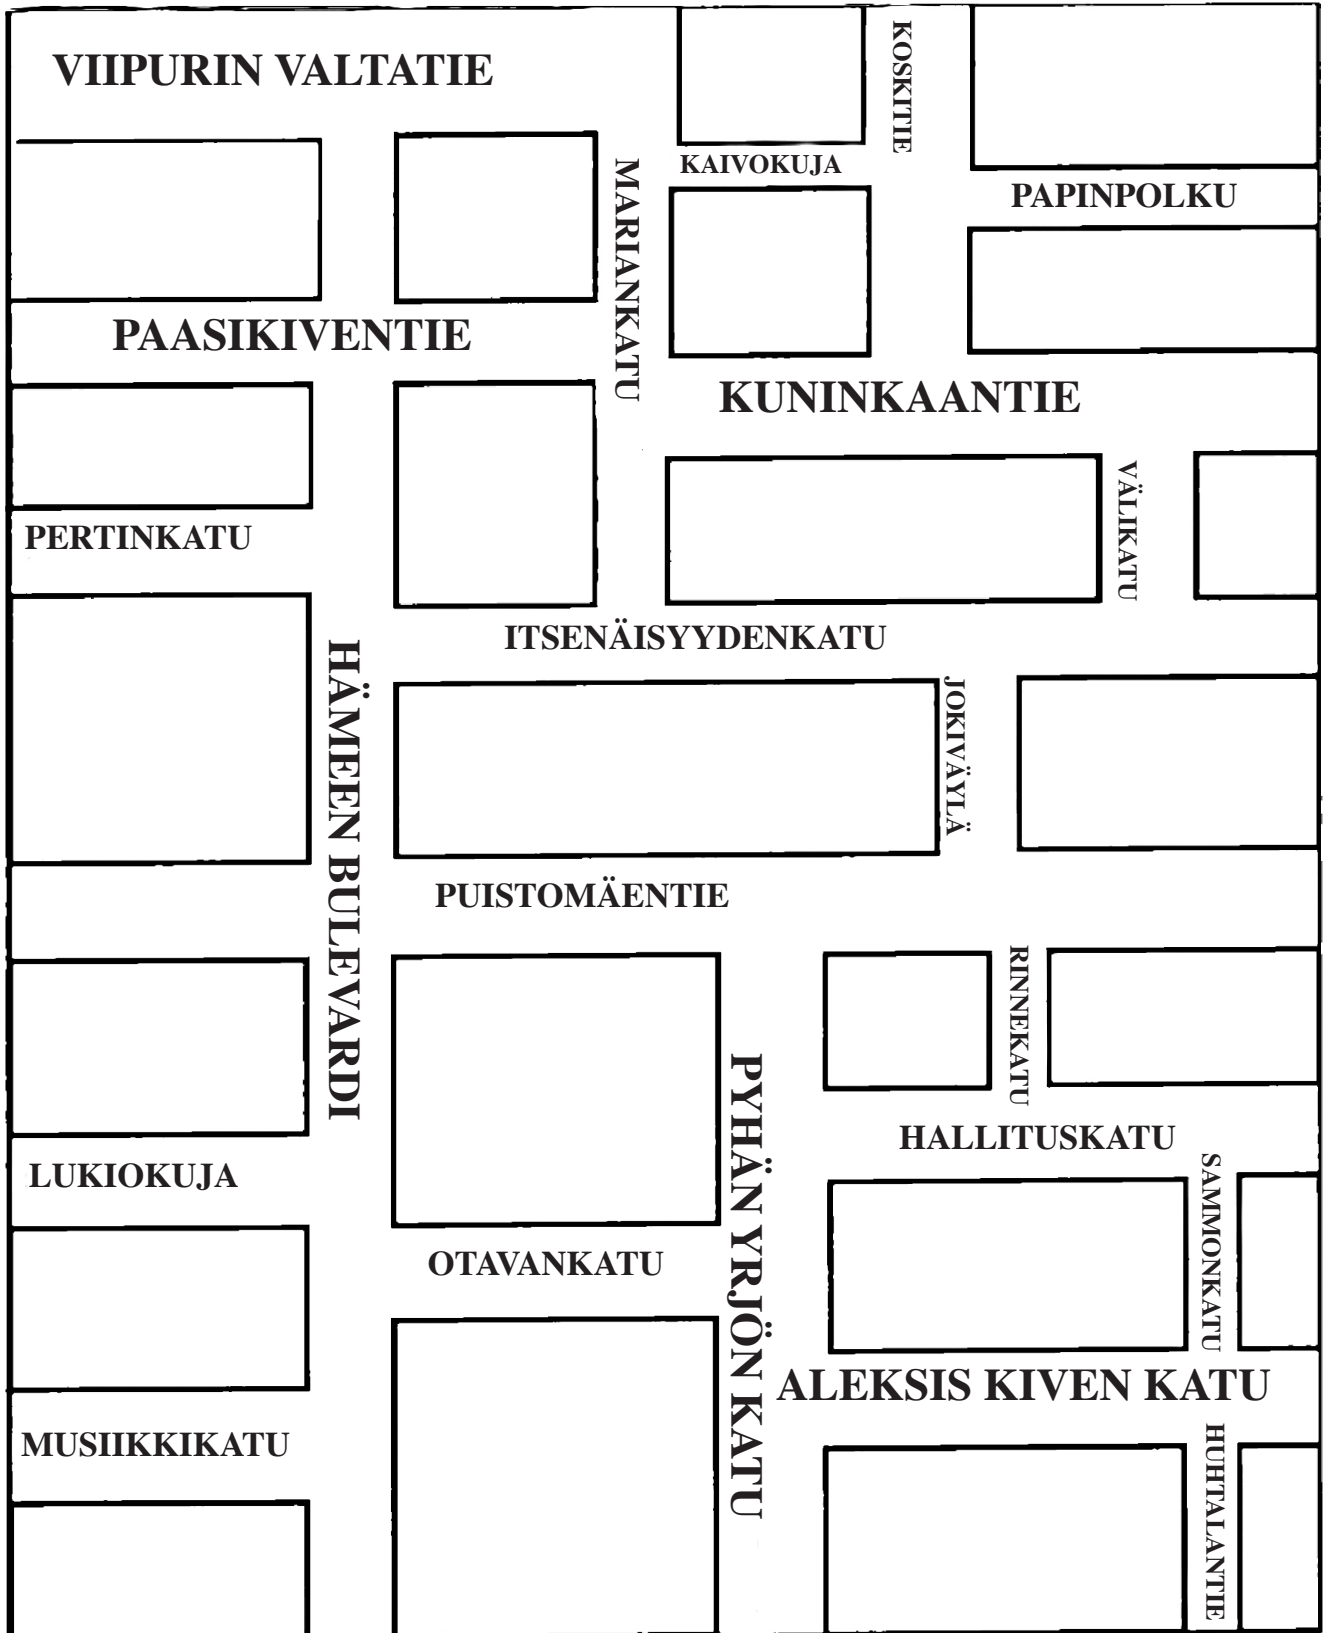 VIIPURIN VALTATIE
KOSKITIE
KAIVOKUJA
PAPINPOLKU
MARIANKATU
PAASIKIVENTIE
KUNINKAANTIE
VÄLIKATU
PERTINKATU
ITSENÄISYYDENKATU
HÄMEEN BULEVARDI
JOKIVÄYLÄ
PUISTOMÄENTIE
RINNEKATU
PYHÄN YRJÖN KATU
HALLITUSKATU
LUKIOKUJA
SAMMONKATU
OTAVANKATU
ALEKSIS KIVEN KATU
MUSIIKKIKATU
HUHTALANTIE